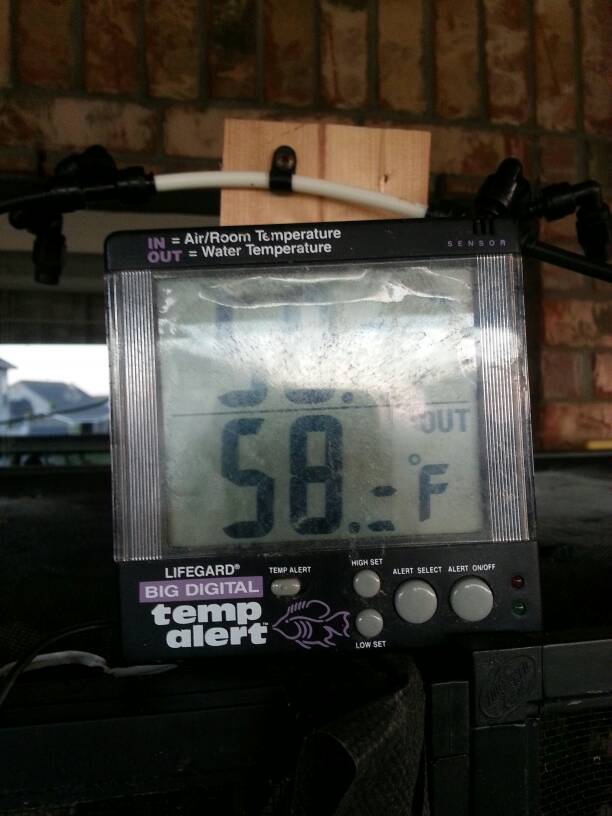 IN = Air/Room Temperature
OUT = Water Temperature
SENSOR
OUT
58.
°F
LIFEGARD®
BIG DIGITAL
temp
alert™
TEMP ALERT
HIGH SET
LOW SET
ALERT SELECT
ALERT ON/OFF